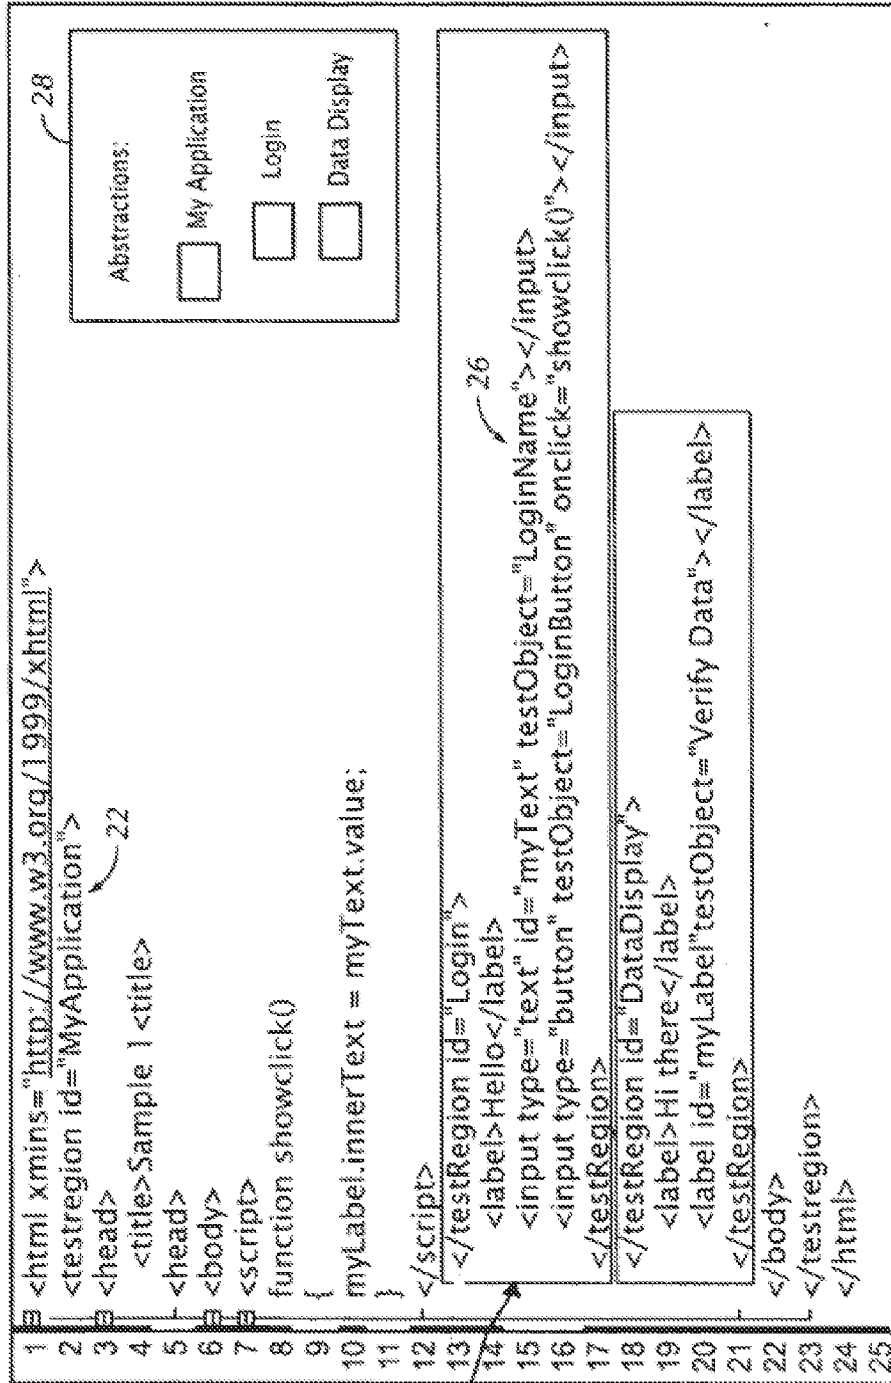 1 <html xmins="http://www.w3.org/1999/xhtml">
2 <testregion id="MyApplication">
22
3 <head>
4 <title>Sample 1<title>
5 <head>
6 <body>
7 <script>
8 function showclick()
9 {
10 myLabel.innerText = myText.value;
11 }
12 </script>
13 </testRegion id="Login">
14 <label>Hello</label>
15 <input type="text" id="myText" testObject="LoginName"></input>
26
16 <input type="button" testObject="LoginButton" onclick="showclick()"></input>
17 </testRegion>
18 </testRegion id="DataDisplay">
19 <label>Hi there</label>
20 <label id="myLabel"testObject="Verify Data"></label>
21 </testRegion>
22 </body>
23 </testregion>
24 </html>
25
28
Abstractions:
My Application
Login
Data Display